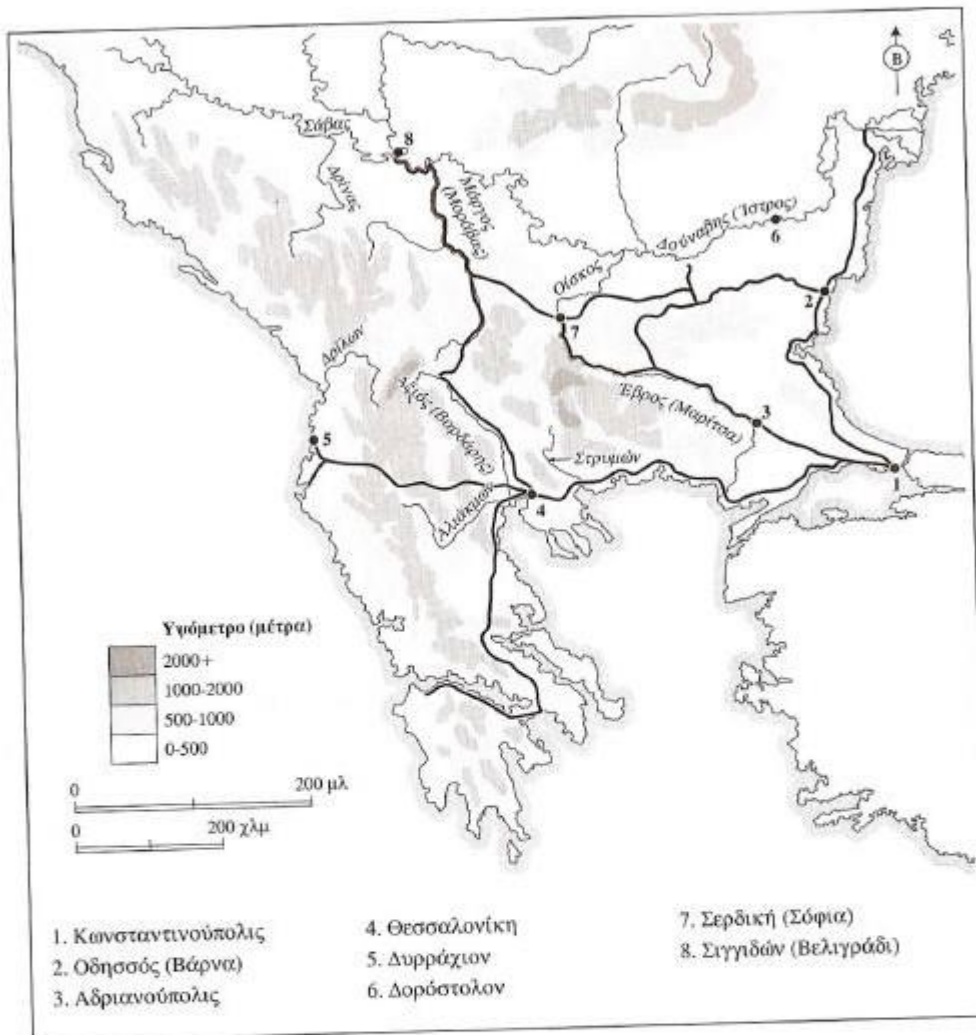 Β
Σάβας
8
Δρίνας
Μάργος
(Μοράβας)
Δούναβης (Ίστρος)
6
Οίσκος
2
7
Δρίλων
Αξιός (Βαρδάρης)
Έβρος (Μαρίτσα)
3
5
Στρυμών
1
Αλιάκμων
4
Υψόμετρο (μέτρα)
2000+
1000-2000
500-1000
0-500
0 200 μλ
0 200 χλμ
1. Κωνσταντινούπολις
2. Οδησσός (Βάρνα)
3. Αδριανούπολις
4. Θεσσαλονίκη
5. Δυρράχιον
6. Δορόστολον
7. Σερδική (Σόφια)
8. Σιγγιδών (Βελιγράδι)